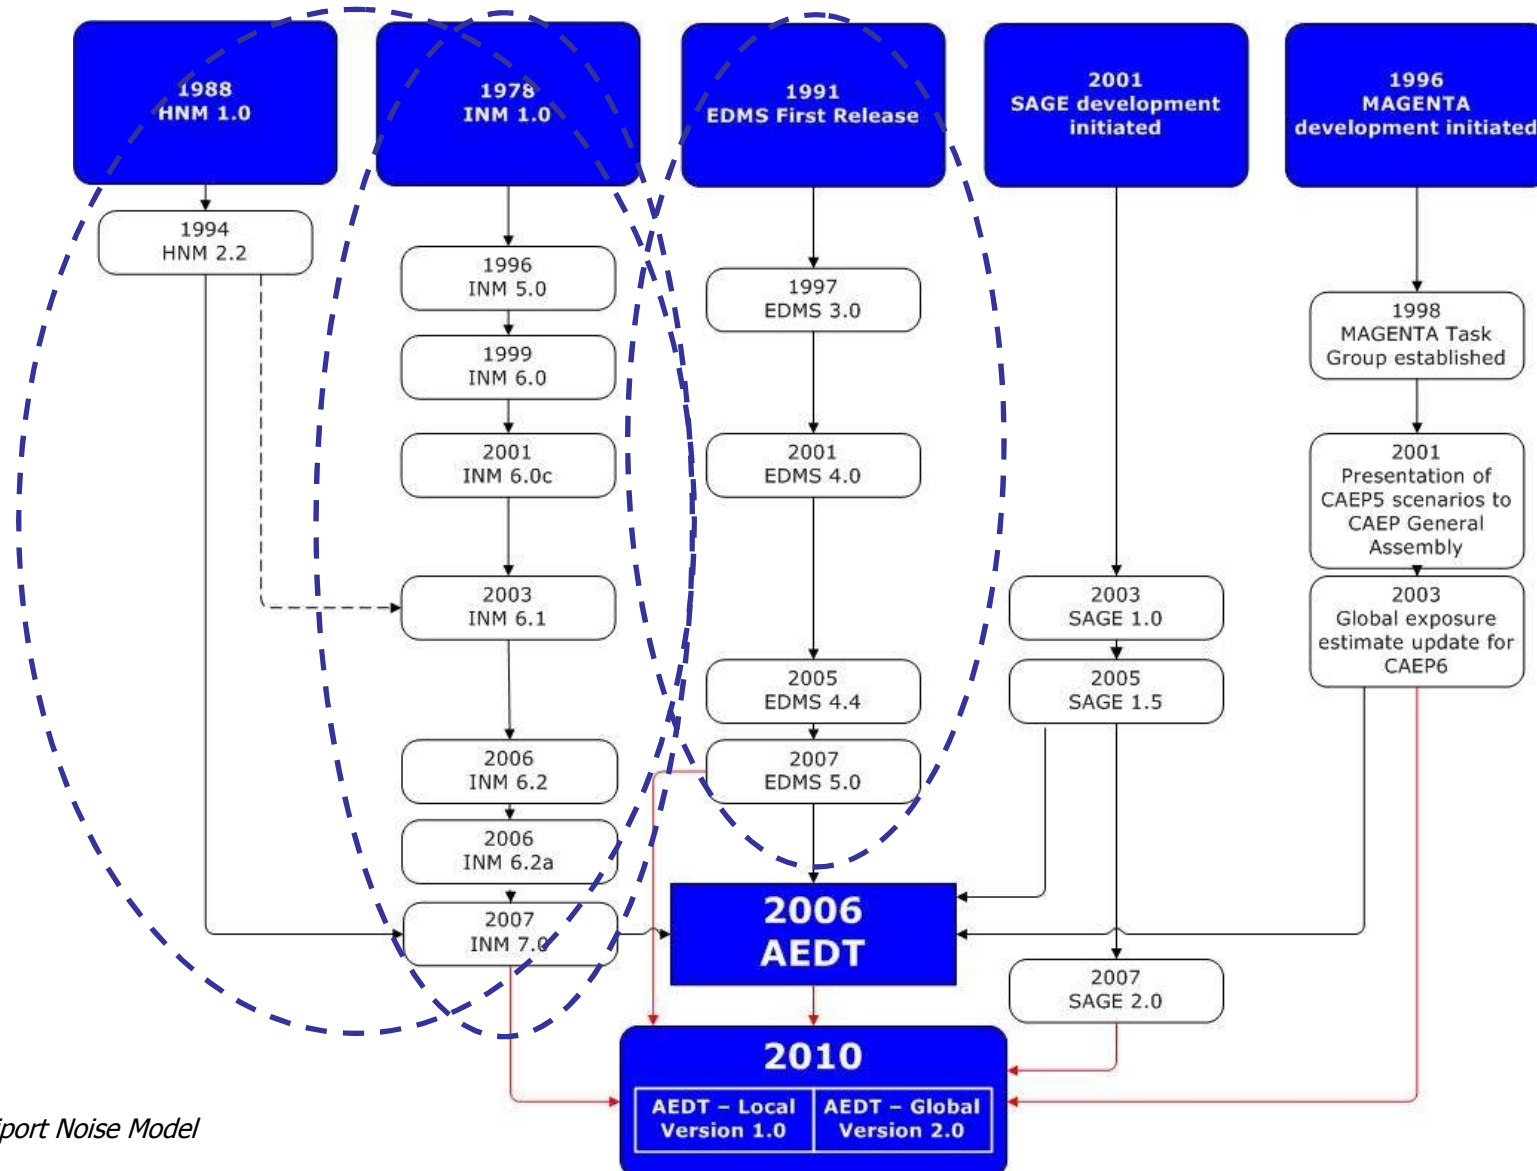 1988
HNM 1.0
1978
INM 1.0
1991
EDMS First Release
2001
SAGE development
initiated
1996
MAGENTA
development initiated
1994
HNM 2.2
1996
INM 5.0
1999
INM 6.0
2001
INM 6.0c
2003
INM 6.1
2006
INM 6.2
2006
INM 6.2a
2007
INM 7.0
1997
EDMS 3.0
2001
EDMS 4.0
2005
EDMS 4.4
2007
EDMS 5.0
2003
SAGE 1.0
2005
SAGE 1.5
2007
SAGE 2.0
1998
MAGENTA Task
Group established
2001
Presentation of
CAEP5 scenarios to
CAEP General
Assembly
2003
Global exposure
estimate update for
CAEP6
2006
AEDT
2010
AEDT – Local
Version 1.0
AEDT – Global
Version 2.0
Noise Model